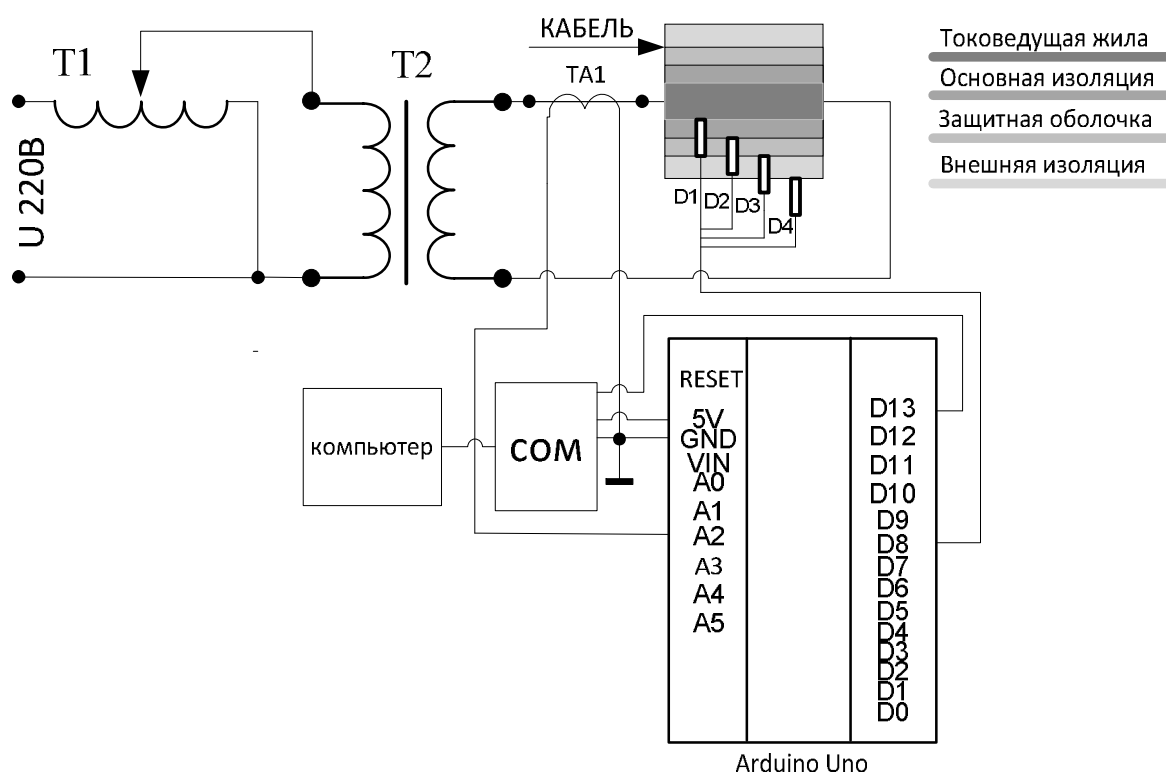 КАБЕЛЬ
T1
T2
TA1
U 220В
D1
D2
D3
D4
Токоведущая жила
Основная изоляция
Защитная оболочка
Внешняя изоляция
компьютер
COM
RESET
5V
GND
VIN
A0
A1
A2
A3
A4
A5
D13
D12
D11
D10
D9
D8
D7
D6
D5
D4
D3
D2
D1
D0
Arduino Uno